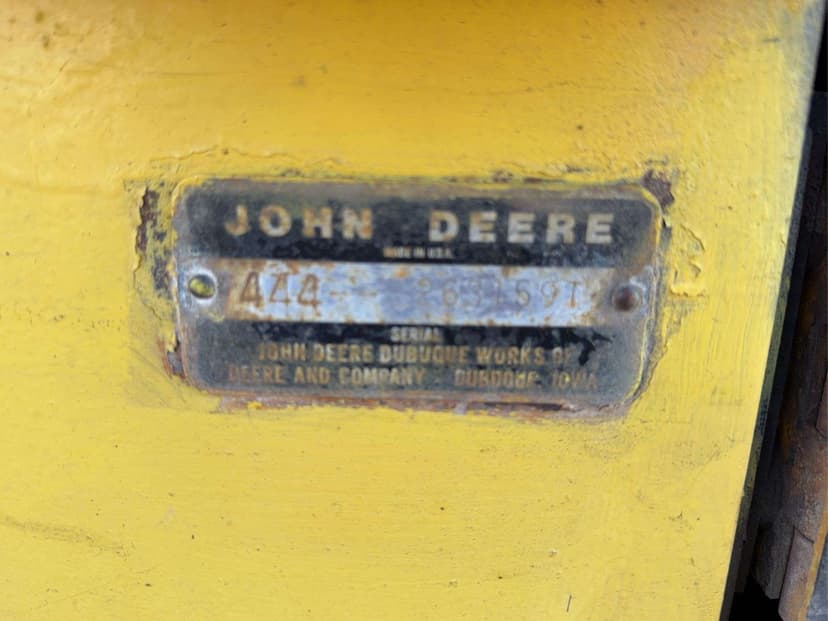 JOHN DEERE
MADE IN U.S.A.
444--
SERIAL
JOHN DEERE DUBUQUE WORKS OF
DEERE AND COMPANY - DUBUQUE IOWA